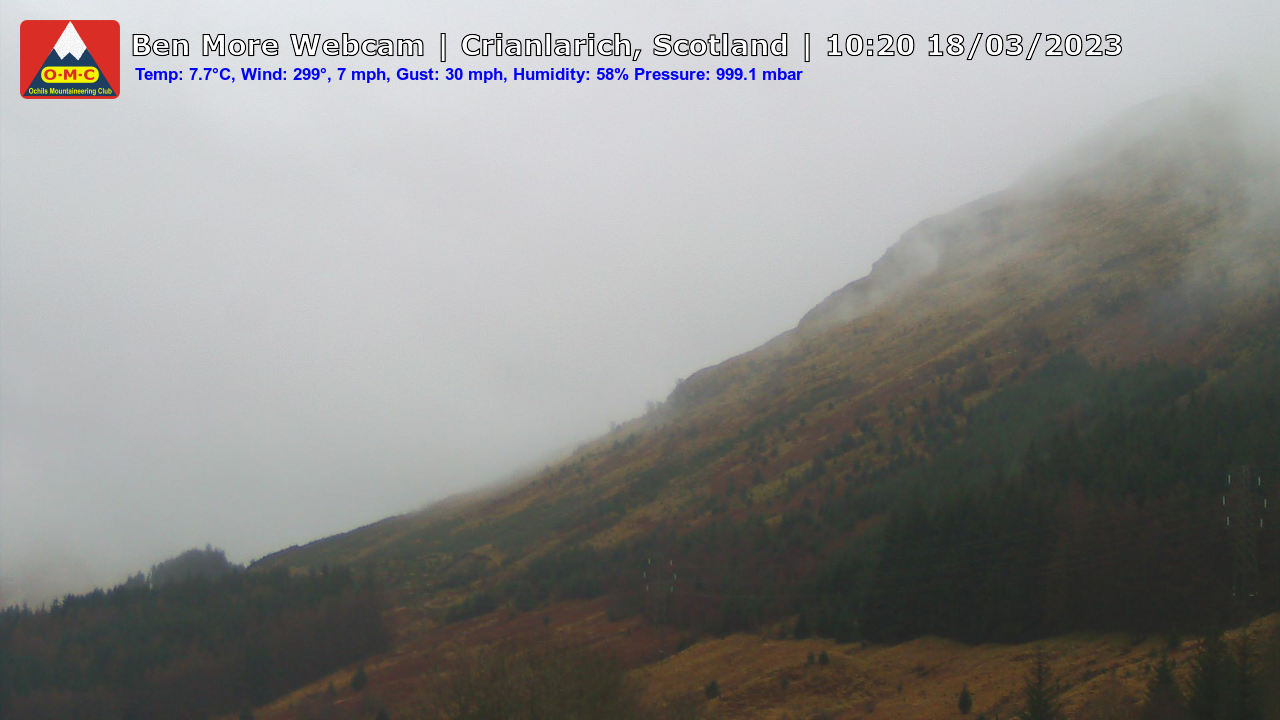 Ben More Webcam | Crianlarich, Scotland | 10:20 18/03/2023
Temp: 7.7°C, Wind: 299°, 7 mph, Gust: 30 mph, Humidity: 58% Pressure: 999.1 mbar
O-M-C
Ochils Mountaineering Club